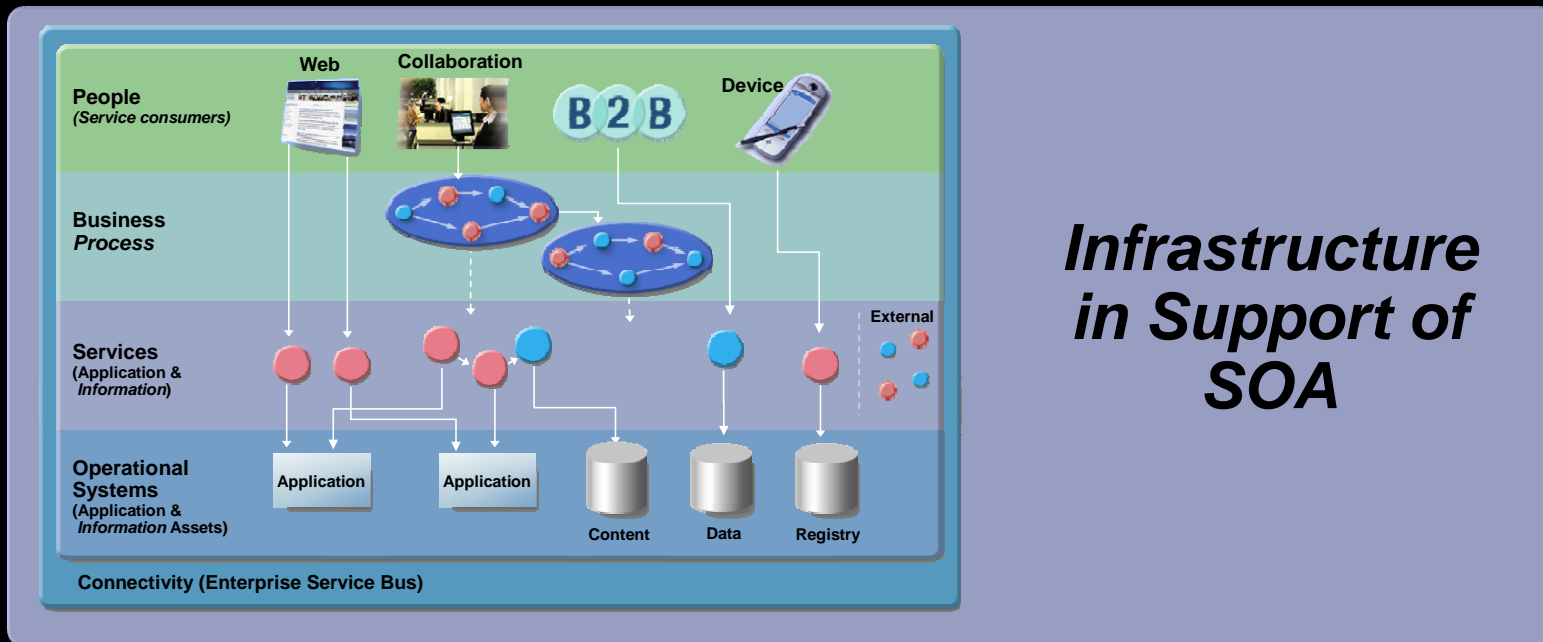 Web
Collaboration
People
(Service consumers)
B2B
Device
Business
Process
External
Services
(Application &
Information)
Operational
Systems
(Application &
Information Assets)
Application
Application
Content
Data
Registry
Connectivity (Enterprise Service Bus)
Infrastructure
in Support of
SOA